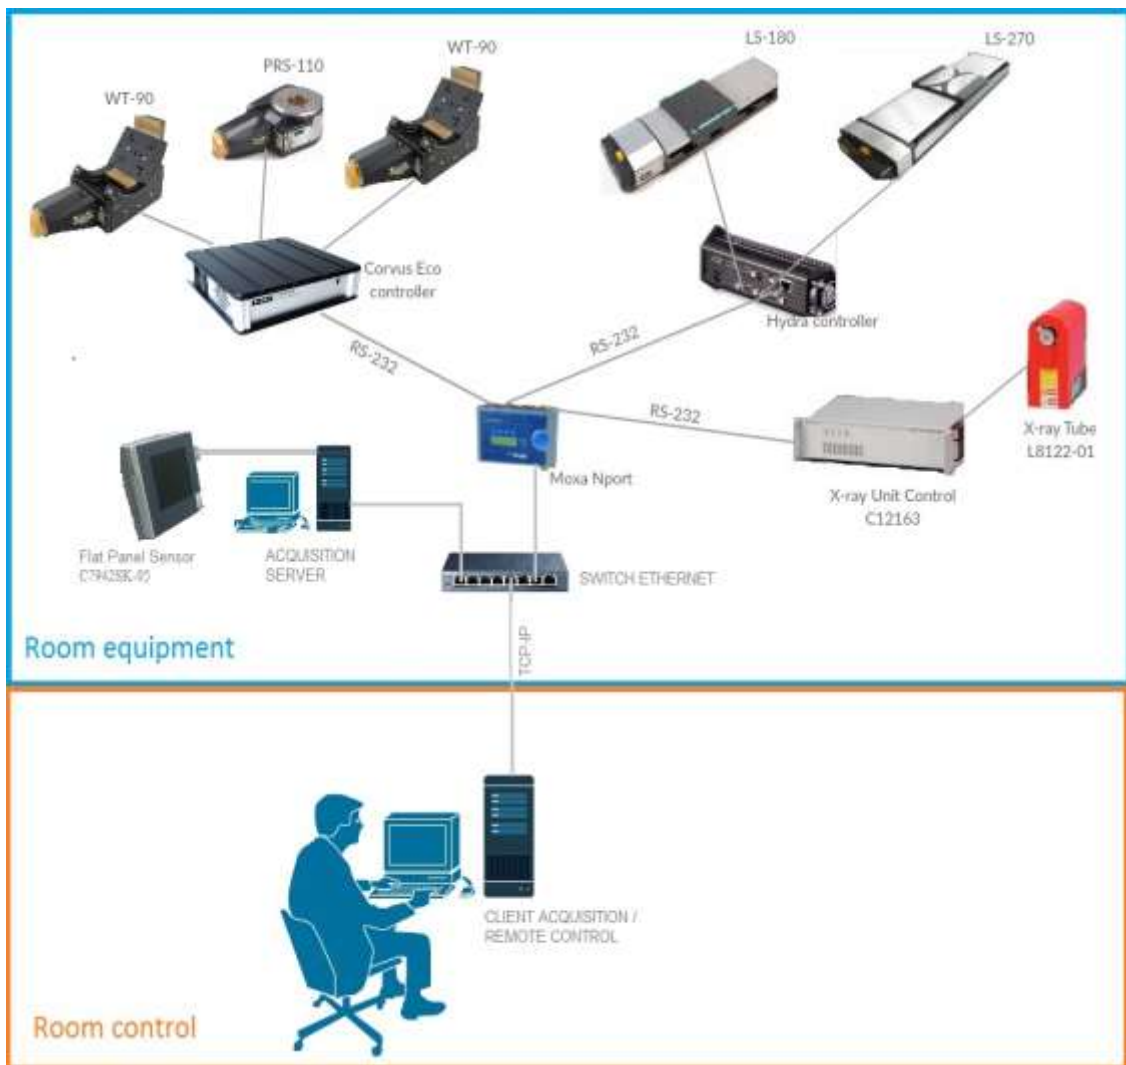 WT-90
PRS-110
WT-90
LS-180
LS-270
Corvus Eco
controller
Hydra controller
RS-232
RS-232
RS-232
X-ray Tube
L8122-01
Moxa Nport
X-ray Unit Control
C12163
Flat Panel Sensor
C7942SK-05
ACQUISITION
SERVER
SWITCH ETHERNET
Room equipment
TCP-IP
CLIENT ACQUISITION /
REMOTE CONTROL
Room control